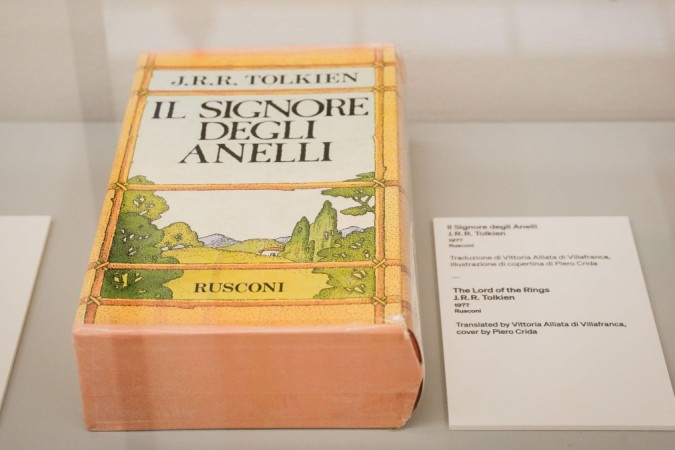 J.R.R. TOLKIEN
IL SIGNORE
DEGLI
ANELLI
RUSCONI
Il Signore degli Anelli
J.R.R. Tolkien
1977
Rusconi
Traduzione di Vittoria Alliata di Villafranca,
illustrazione di copertina di Piero Crida
—
The Lord of the Rings
J.R.R. Tolkien
1977
Rusconi
Translated by Vittoria Alliata di Villafranca,
cover by Piero Crida